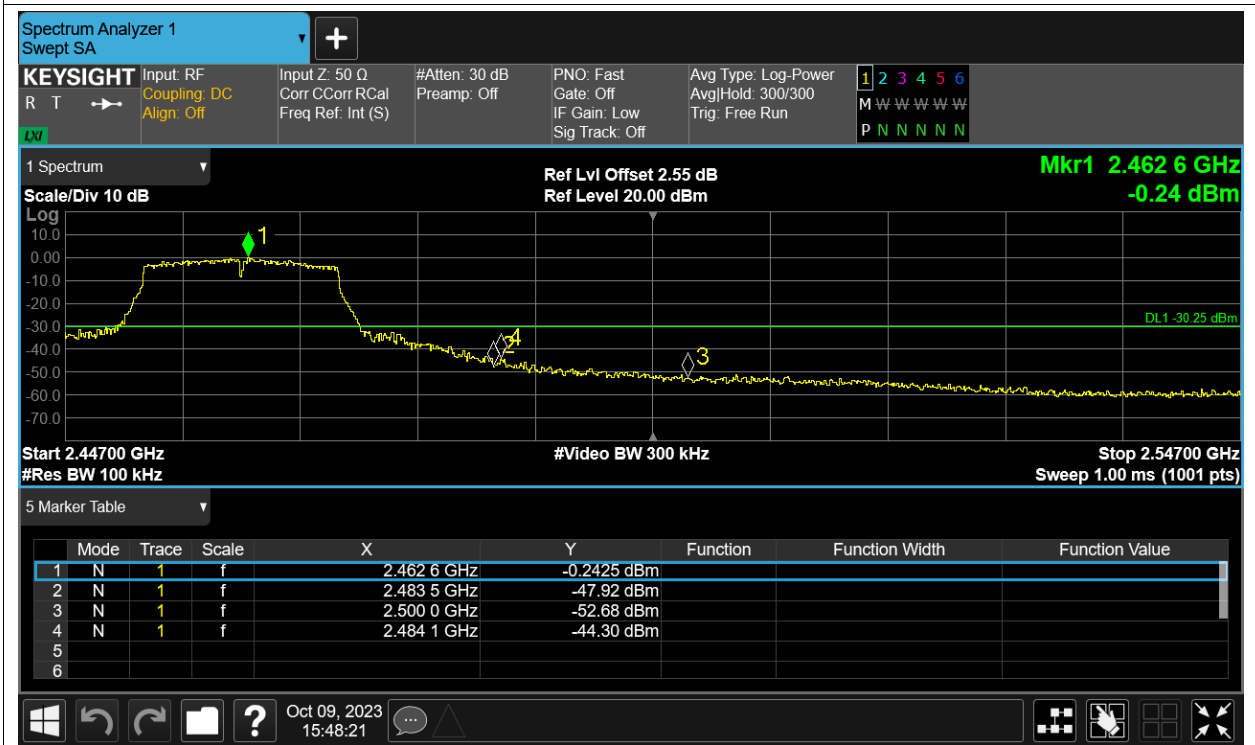 Spectrum Analyzer 1
Swept SA
KEYSIGHT Input: RF Input Z: 50 Ω #Atten: 30 dB PNO: Fast Avg Type: Log-Power 1 2 3 4 5 6
R T Coupling: DC Corr CCorr RCal Preamp: Off Gate: Off Avg|Hold: 300/300 M W W W W W W
Align: Off Freq Ref: Int (S) IF Gain: Low Trig: Free Run
LXI Sig Track: Off P N N N N N
1 Spectrum Ref Lvl Offset 2.55 dB Mkr1 2.462 6 GHz
Scale/Div 10 dB Ref Level 20.00 dBm -0.24 dBm
Log
10.0
0.00
-10.0
-20.0
-30.0
-40.0
-50.0
-60.0
-70.0
1
2
4
3
DL1 -30.25 dBm
Start 2.44700 GHz #Video BW 300 kHz Stop 2.54700 GHz
#Res BW 100 kHz Sweep 1.00 ms (1001 pts)
5 Marker Table
Mode Trace Scale X Y Function Function Width Function Value
1 N 1 f 2.462 6 GHz -0.2425 dBm
2 N 1 f 2.483 5 GHz -47.92 dBm
3 N 1 f 2.500 0 GHz -52.68 dBm
4 N 1 f 2.484 1 GHz -44.30 dBm
5
6
? Oct 09, 2023
15:48:21